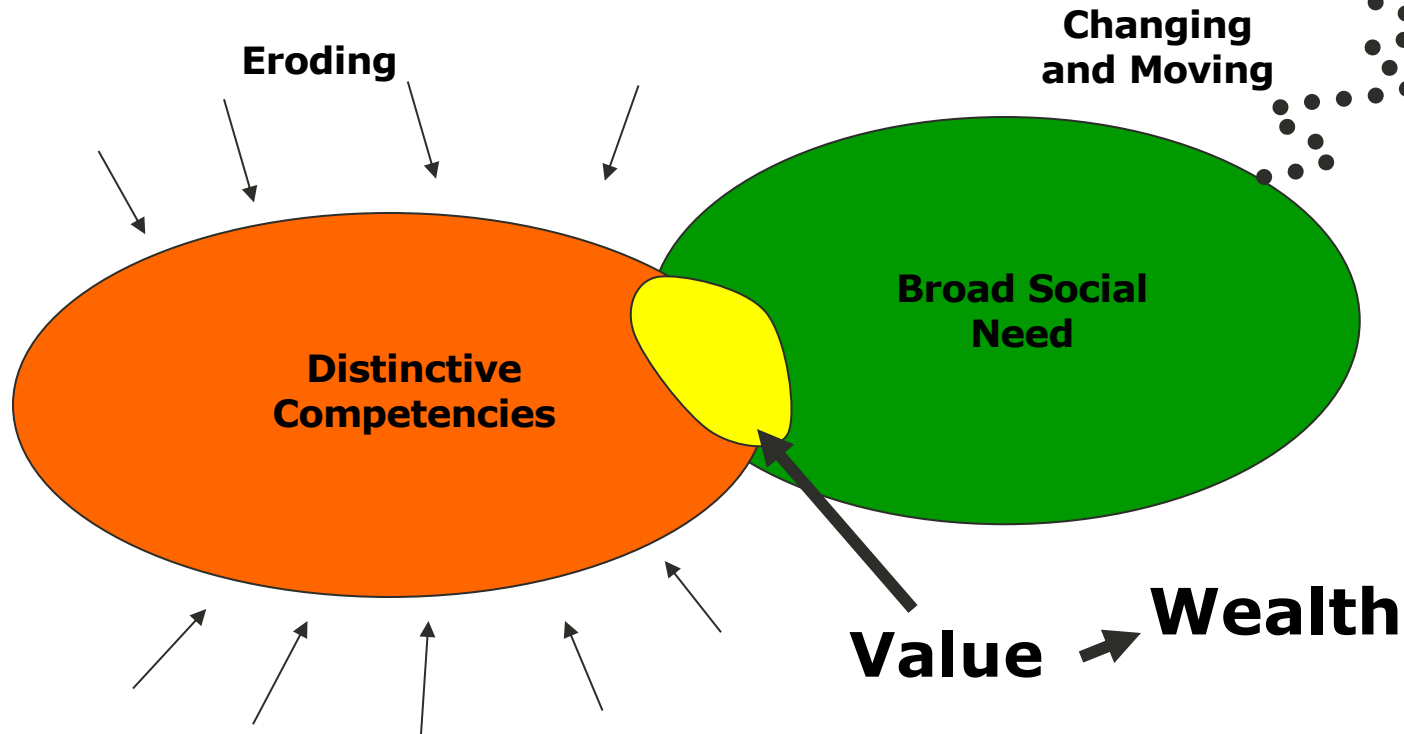 Eroding
Changing
and Moving
Broad Social
Need
Distinctive
Competencies
Value
Wealth